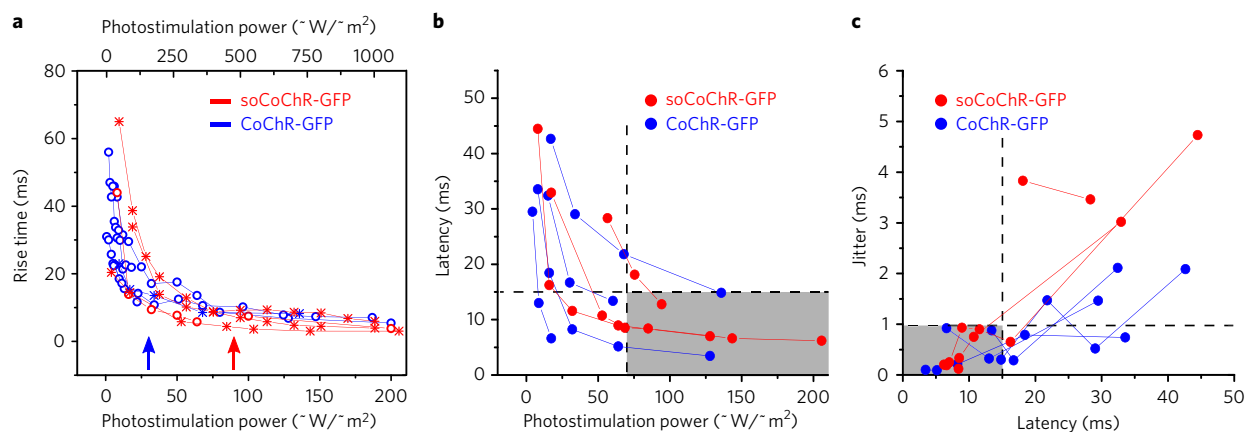 a
Photostimulation power (˜W/˜m²)
0 250 500 750 1000
80
60
40
20
0
Rise time (ms)
soCoChR-GFP
CoChR-GFP
0 50 100 150 200
Photostimulation power (˜W/˜m²)
b
50
40
30
20
10
0
Latency (ms)
soCoChR-GFP
CoChR-GFP
0 50 100 150 200
Photostimulation power (˜W/˜m²)
c
6
5
4
3
2
1
0
Jitter (ms)
soCoChR-GFP
CoChR-GFP
0 10 20 30 40 50
Latency (ms)